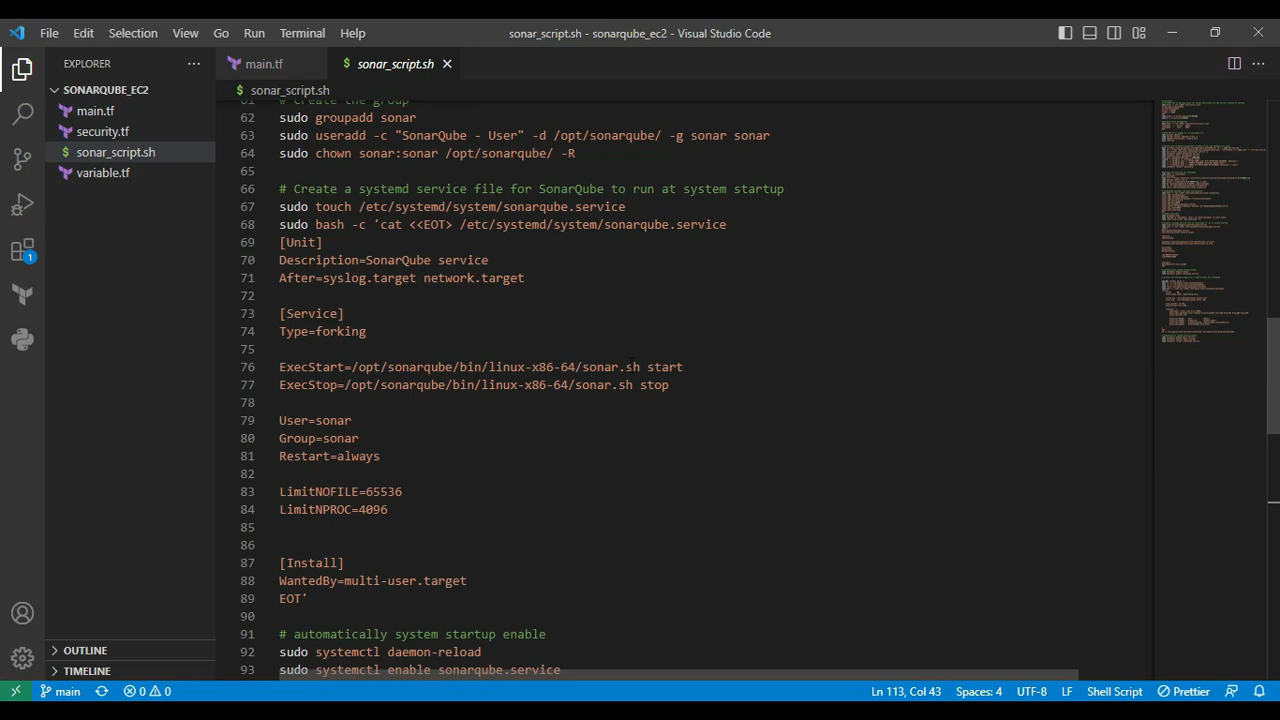 File Edit Selection View Go Run Terminal Help
sonar_script.sh - sonarqube_ec2 - Visual Studio Code
EXPLORER
SONARQUBE_EC2
main.tf
security.tf
sonar_script.sh
variable.tf
1
OUTLINE
TIMELINE
main.tf
$ sonar_script.sh
$ sonar_script.sh
61 # Create the group
62 sudo groupadd sonar
63 sudo useradd -c "SonarQube - User" -d /opt/sonarqube/ -g sonar sonar
64 sudo chown sonar:sonar /opt/sonarqube/ -R
65
66 # Create a systemd service file for SonarQube to run at system startup
67 sudo touch /etc/systemd/system/sonarqube.service
68 sudo bash -c 'cat <<EOT> /etc/systemd/system/sonarqube.service
69 [Unit]
70 Description=SonarQube service
71 After=syslog.target network.target
72
73 [Service]
74 Type=forking
75
76 ExecStart=/opt/sonarqube/bin/linux-x86-64/sonar.sh start
77 ExecStop=/opt/sonarqube/bin/linux-x86-64/sonar.sh stop
78
79 User=sonar
80 Group=sonar
81 Restart=always
82
83 LimitNOFILE=65536
84 LimitNPROC=4096
85
86
87 [Install]
88 WantedBy=multi-user.target
89 EOT'
90
91 # automatically system startup enable
92 sudo systemctl daemon-reload
93 sudo systemctl enable sonarqube.service
main 0 0 Ln 113, Col 43 Spaces: 4 UTF-8 LF Shell Script Prettier